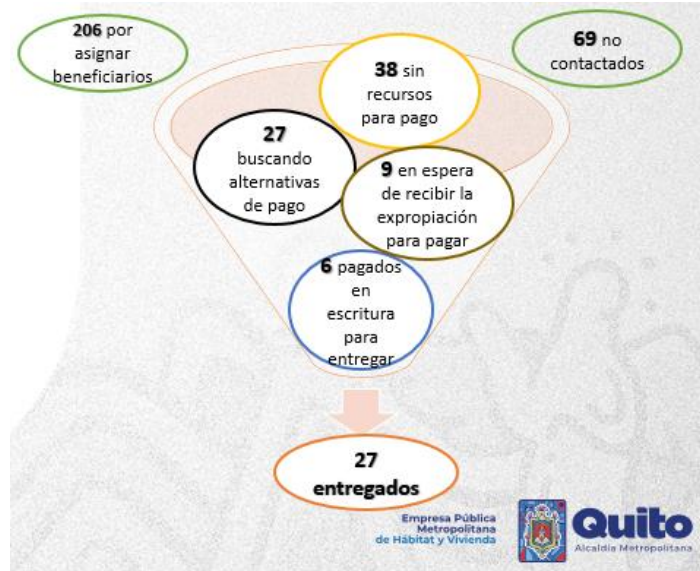 206 por
asignar
beneficiarios
69 no
contactados
38 sin
recursos
para pago
27
buscando
alternativas
de pago
9 en espera
de recibir la
expropiación
para pagar
6 pagados
en
escritura
para
entregar
27
entregados
Empresa Pública
Metropolitana
de Hábitat y Vivienda
Quito
Alcaldía Metropolitana